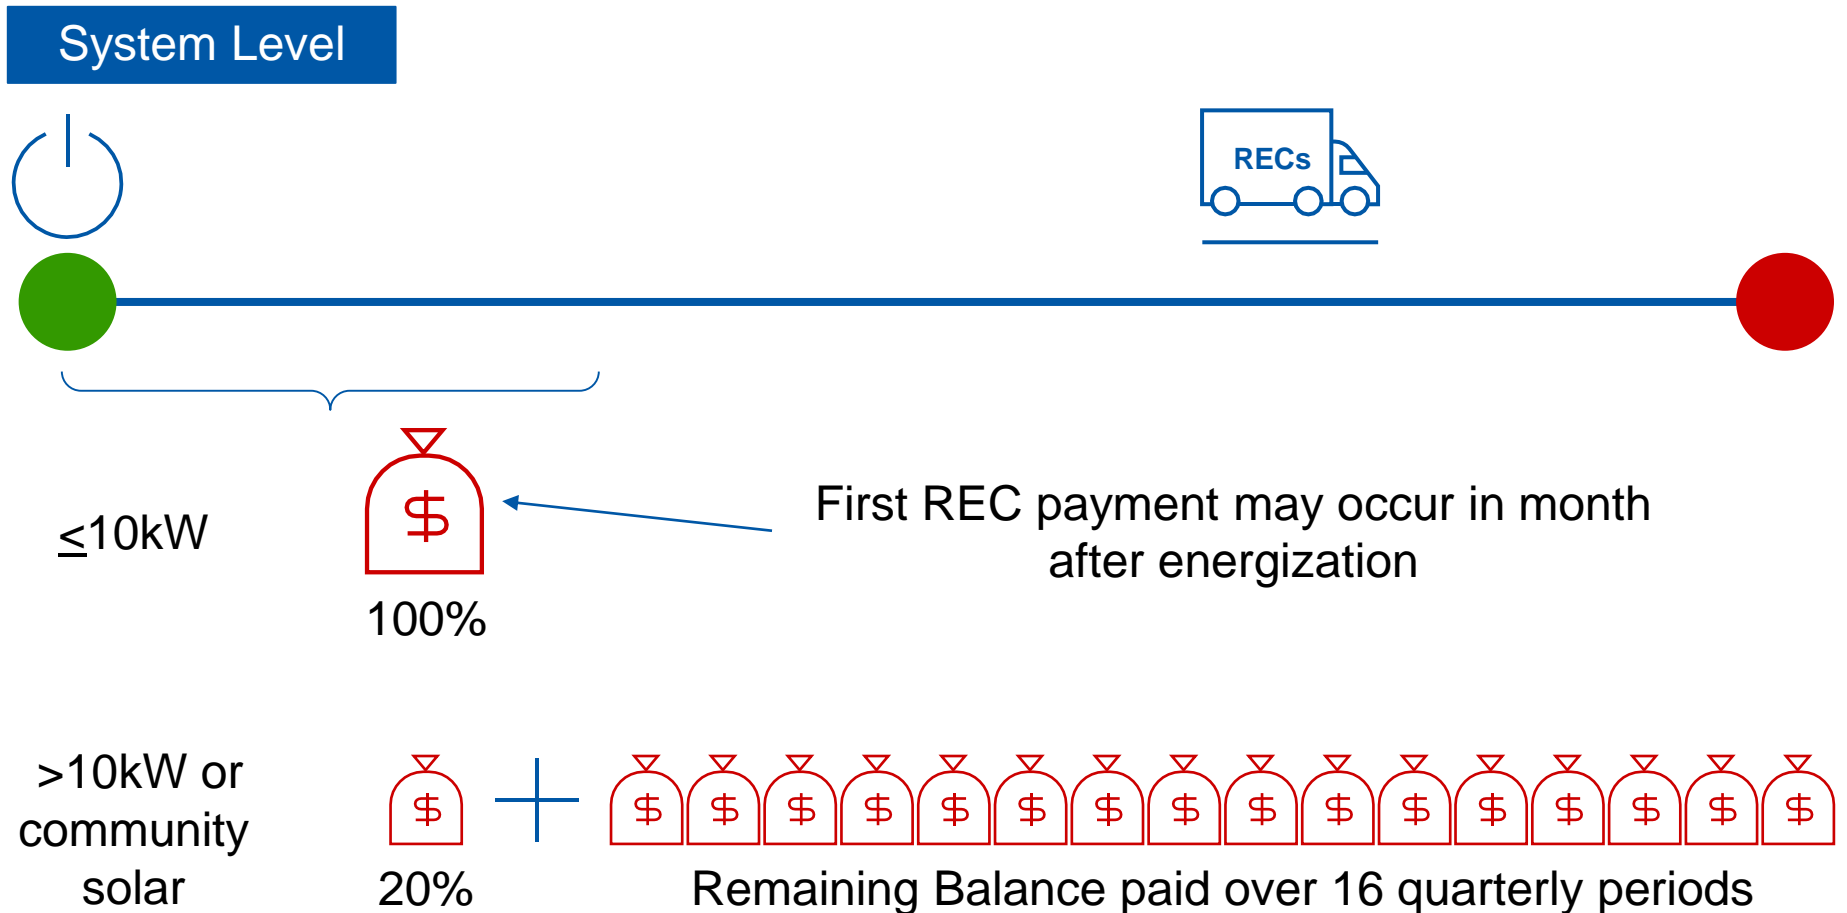 System Level
RECs
≤10kW
$
100%
First REC payment may occur in month
after energization
>10kW or
community
solar
$
20%
$ $ $ $ $ $ $ $ $ $ $ $ $ $ $ $
Remaining Balance paid over 16 quarterly periods